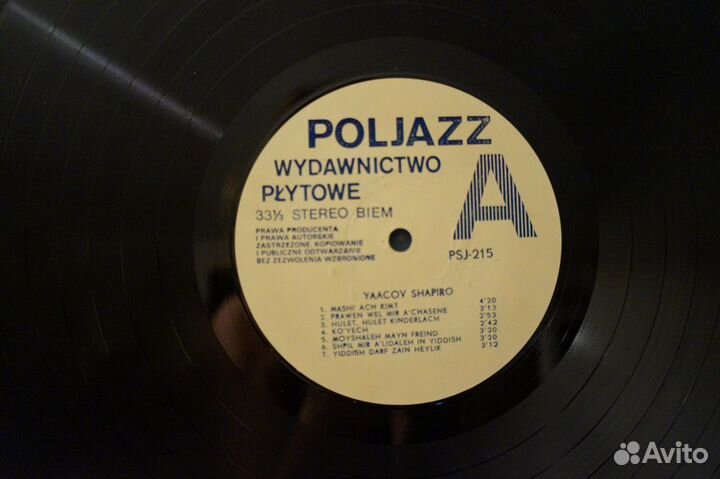 POLJAZZ
WYDAWNICTWO
PŁYTOWE
33⅓ STEREO BIEM
A
PRAWA PRODUCENTA
I PRAWA AUTORSKIE
ZASTRZEŻONE KOPIOWANIE
I PUBLICZNE ODTWARZANIE
BEZ ZEZWOLENIA WZBRONIONE
PSJ-215
YAACOV SHAPIRO
1. MASHI'ACH KIMT 4'20
2. PRAWEN WEL MIR A'CHASENE 3'13
3. HULET, HULET KINDERLACH 2'53
4. KO'YECH 2'42
5. MOYSHALEH MAYN FREIND 3'20
6. SHPIL MIR A'LIDALEH IN YIDDISH 3'20
7. YIDDISH DARF ZAIN HEYLIK 3'12
Avito